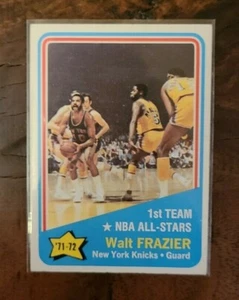 1st TEAM
★ NBA ALL-STARS
'71-72
Walt FRAZIER
New York Knicks • Guard